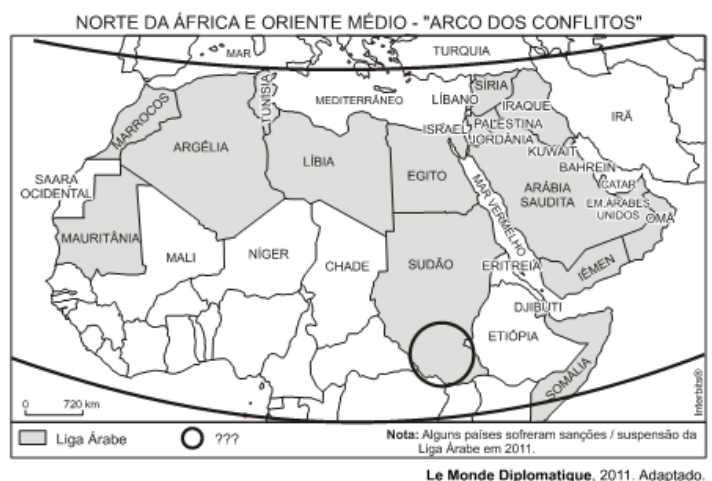 NORTE DA ÁFRICA E ORIENTE MÉDIO - "ARCO DOS CONFLITOS"
MAR
TURQUIA
MEDITERRÂNEO
TUNÍSIA
MARROCOS
ARGÉLIA
LÍBIA
EGITO
LÍBANO
SÍRIA
IRAQUE
ISRAEL
PALESTINA
JORDÂNIA
IRÃ
KUWAIT
BAHREIN
CATAR
ARÁBIA
SAUDITA
EM.ÁRABES
UNIDOS
OMÃ
SAARA
OCIDENTAL
MAURITÂNIA
MALI
NÍGER
CHADE
SUDÃO
MAR VERMELHO
ERITREIA
IÊMEN
DJIBUTI
ETIÓPIA
SOMÁLIA
0 720 km
Interbits®
Liga Árabe
???
Nota: Alguns países sofreram sanções / suspensão da
Liga Árabe em 2011.
Le Monde Diplomatique, 2011. Adaptado.